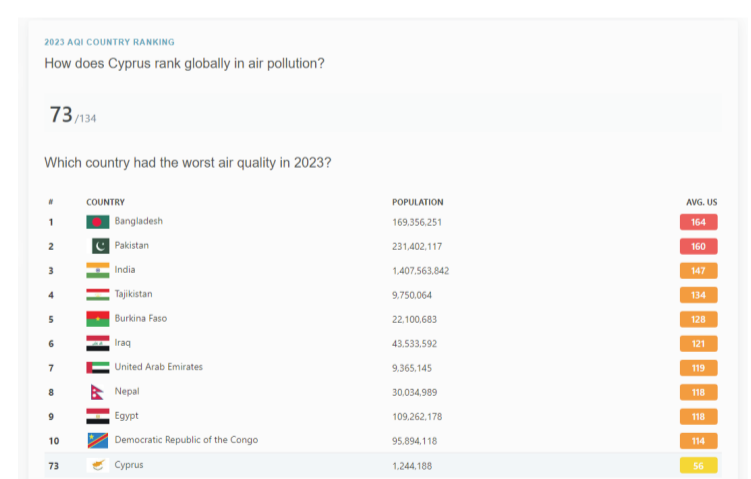 2023 AQI COUNTRY RANKING
How does Cyprus rank globally in air pollution?
73/134
Which country had the worst air quality in 2023?
# COUNTRY POPULATION AVG. US
1 Bangladesh 169,356,251 164
2 Pakistan 231,402,117 160
3 India 1,407,563,842 147
4 Tajikistan 9,750,064 134
5 Burkina Faso 22,100,683 128
6 Iraq 43,533,592 121
7 United Arab Emirates 9,365,145 119
8 Nepal 30,034,989 118
9 Egypt 109,262,178 118
10 Democratic Republic of the Congo 95,894,118 114
73 Cyprus 1,244,188 56